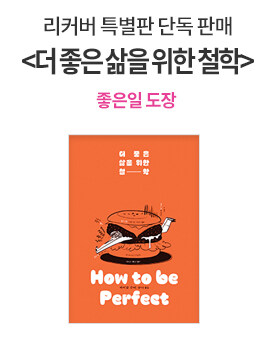 리커버 특별판 단독 판매
<더 좋은 삶을 위한 철학>
좋은일 도장
더 좋은
삶을 위한
철──학
How to be
Perfect